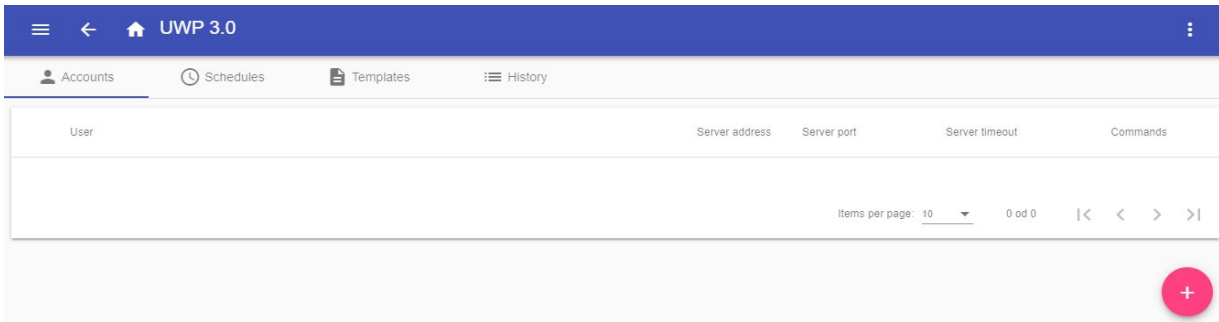 UWP 3.0
Accounts Schedules Templates History
User Server address Server port Server timeout Commands
Items per page: 10 0 od 0